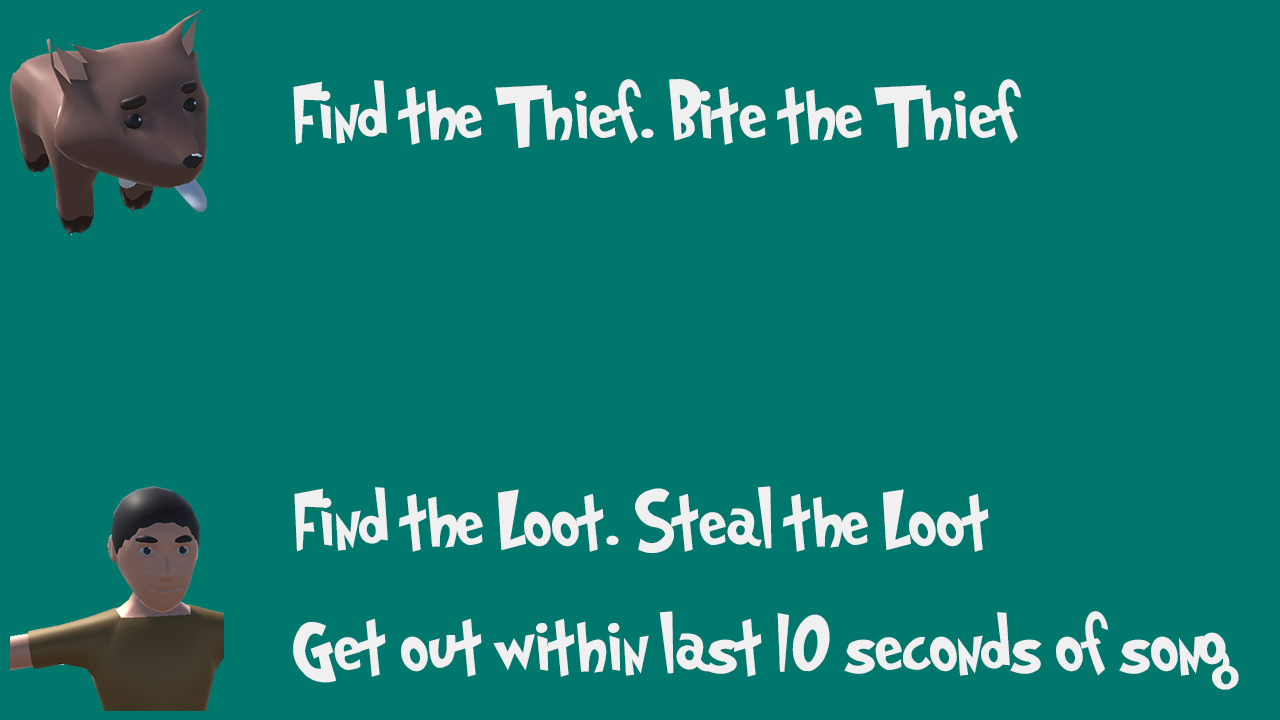 Find the Thief. Bite the Thief
Find the Loot. Steal the Loot
Get out within last 10 seconds of song